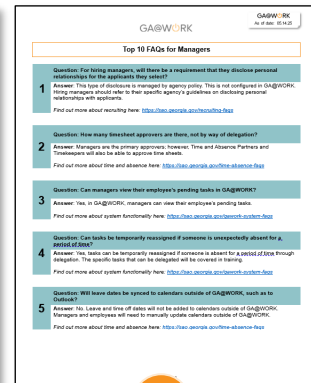 GA@WORK
As of date: 05.14.25
GA@WORK
Top 10 FAQs for Managers
Question: For hiring managers, will there be a requirement that they disclose personal
relationships for the applicants they select?
1
Answer: This type of disclosure is managed by agency policy. This is not configured in GA@WORK.
Hiring managers should refer to their specific agency's guidelines on disclosing personal
relationships with applicants.
Find out more about recruiting here: https://sao.georgia.gov/recruiting-faqs
Question: How many timesheet approvers are there, not by way of delegation?
2
Answer: Managers are the primary approvers; however, Time and Absence Partners and
Timekeepers will also be able to approve time sheets.
Find out more about time and absence here: https://sao.georgia.gov/time-absence-faqs
Question: Can managers view their employee's pending tasks in GA@WORK?
3
Answer: Yes, in GA@WORK, managers can view their employee's pending tasks.
Find out more about system functionality here: https://sao.georgia.gov/gawork-system-faqs
Question: Can tasks be temporarily reassigned if someone is unexpectedly absent for a
period of time?
4
Answer: Yes, tasks can be temporarily reassigned if someone is absent for a period of time through
delegation. The specific tasks that can be delegated will be covered in training.
Find out more about system functionality here: https://sao.georgia.gov/gawork-system-faqs
Question: Will leave dates be synced to calendars outside of GA@WORK, such as to
Outlook?
5
Answer: No. Leave and time off dates will not be added to calendars outside of GA@WORK.
Managers and employees will need to manually update calendars outside of GA@WORK.
Find out more about time and absence here: https://sao.georgia.gov/time-absence-faqs